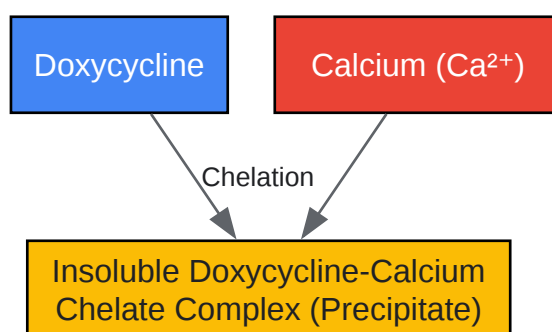 Doxycycline
Calcium (Ca²⁺)
Chelation
Insoluble Doxycycline-Calcium
Chelate Complex (Precipitate)